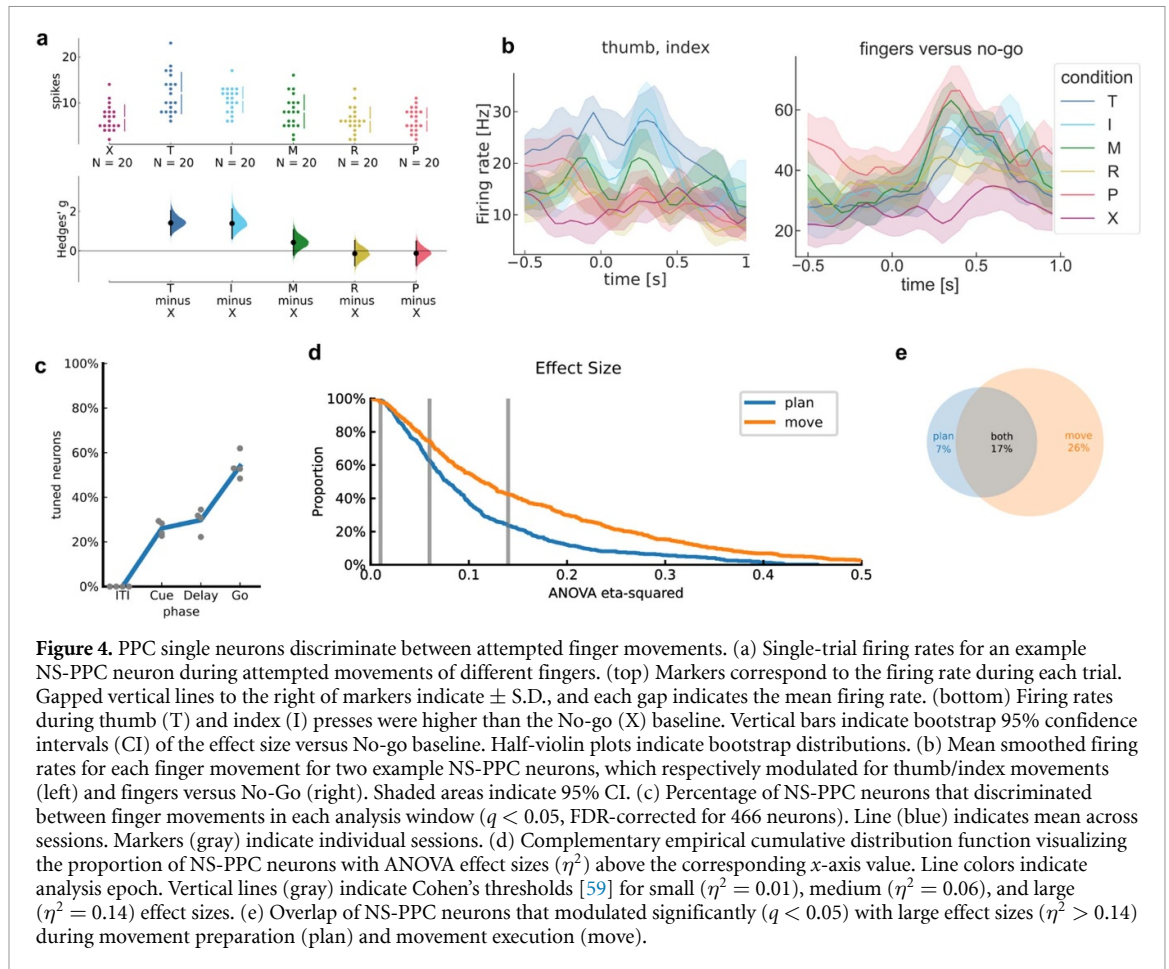 a
spikes
20
10
X
T
I
M
R
P
N = 20
N = 20
N = 20
N = 20
N = 20
N = 20
Hedges' g
2
0
T
minus
X
I
minus
X
M
minus
X
R
minus
X
P
minus
X
b
thumb, index
Firing rate [Hz]
30
20
10
−0.5
0.0
0.5
1
time [s]
fingers versus no-go
60
40
20
−0.5
0.0
0.5
1.0
time [s]
condition
T
I
M
R
P
X
c
tuned neurons
100%
80%
60%
40%
20%
0%
ITI
Cue
Delay
Go
phase
d
Effect Size
Proportion
100%
80%
60%
40%
20%
0%
0.0
0.1
0.2
0.3
0.4
0.5
ANOVA eta-squared
plan
move
e
plan
7%
both
17%
move
26%
Figure 4. PPC single neurons discriminate between attempted finger movements. (a) Single-trial firing rates for an example
NS-PPC neuron during attempted movements of different fingers. (top) Markers correspond to the firing rate during each trial.
Gapped vertical lines to the right of markers indicate ± S.D., and each gap indicates the mean firing rate. (bottom) Firing rates
during thumb (T) and index (I) presses were higher than the No-go (X) baseline. Vertical bars indicate bootstrap 95% confidence
intervals (CI) of the effect size versus No-go baseline. Half-violin plots indicate bootstrap distributions. (b) Mean smoothed firing
rates for each finger movement for two example NS-PPC neurons, which respectively modulated for thumb/index movements
(left) and fingers versus No-Go (right). Shaded areas indicate 95% CI. (c) Percentage of NS-PPC neurons that discriminated
between finger movements in each analysis window (q < 0.05, FDR-corrected for 466 neurons). Line (blue) indicates mean across
sessions. Markers (gray) indicate individual sessions. (d) Complementary empirical cumulative distribution function visualizing
the proportion of NS-PPC neurons with ANOVA effect sizes (η²) above the corresponding x-axis value. Line colors indicate
analysis epoch. Vertical lines (gray) indicate Cohen's thresholds [59] for small (η² = 0.01), medium (η² = 0.06), and large
(η² = 0.14) effect sizes. (e) Overlap of NS-PPC neurons that modulated significantly (q < 0.05) with large effect sizes (η² > 0.14)
during movement preparation (plan) and movement execution (move).